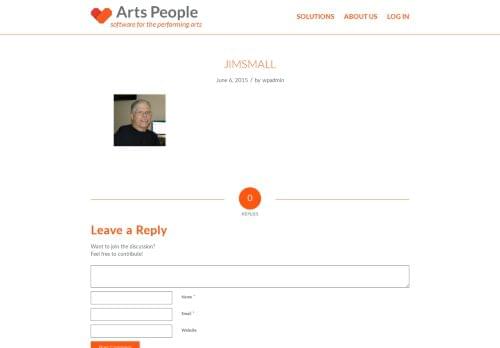 Arts People
software for the performing arts
SOLUTIONS ABOUT US LOG IN
JIMSMALL
June 6, 2015 / by wpadmin
0
REPLIES
Leave a Reply
Want to join the discussion?
Feel free to contribute!
Name *
Email *
Website